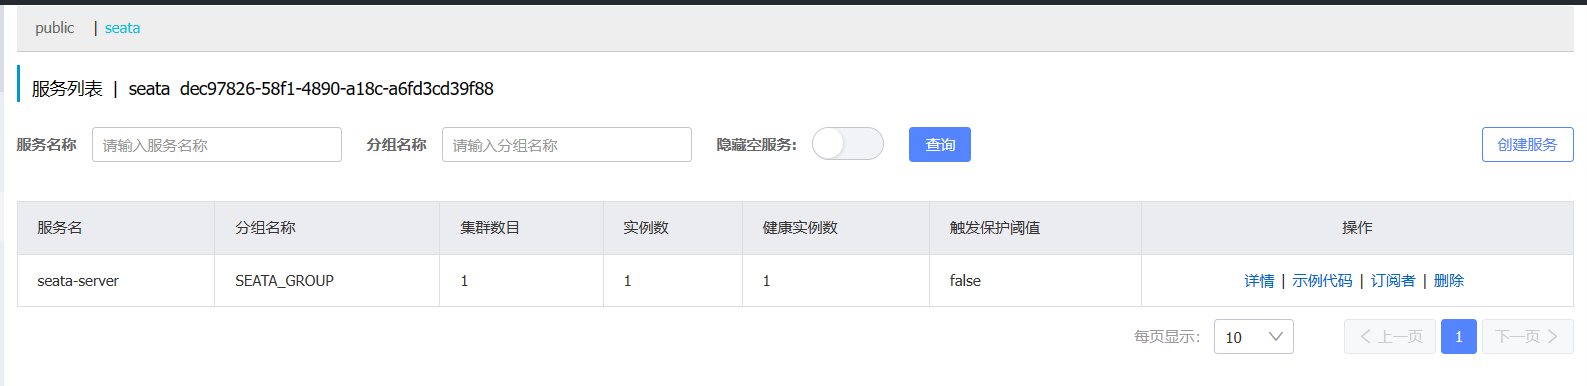 public | seata
服务列表 | seata dec97826-58f1-4890-a18c-a6fd3cd39f88
服务名称 请输入服务名称 分组名称 请输入分组名称 隐藏空服务: 查询 创建服务
服务名 分组名称 集群数目 实例数 健康实例数 触发保护阈值 操作
seata-server SEATA_GROUP 1 1 1 false 详情 | 示例代码 | 订阅者 | 删除
每页显示: 10 上一页 1 下一页